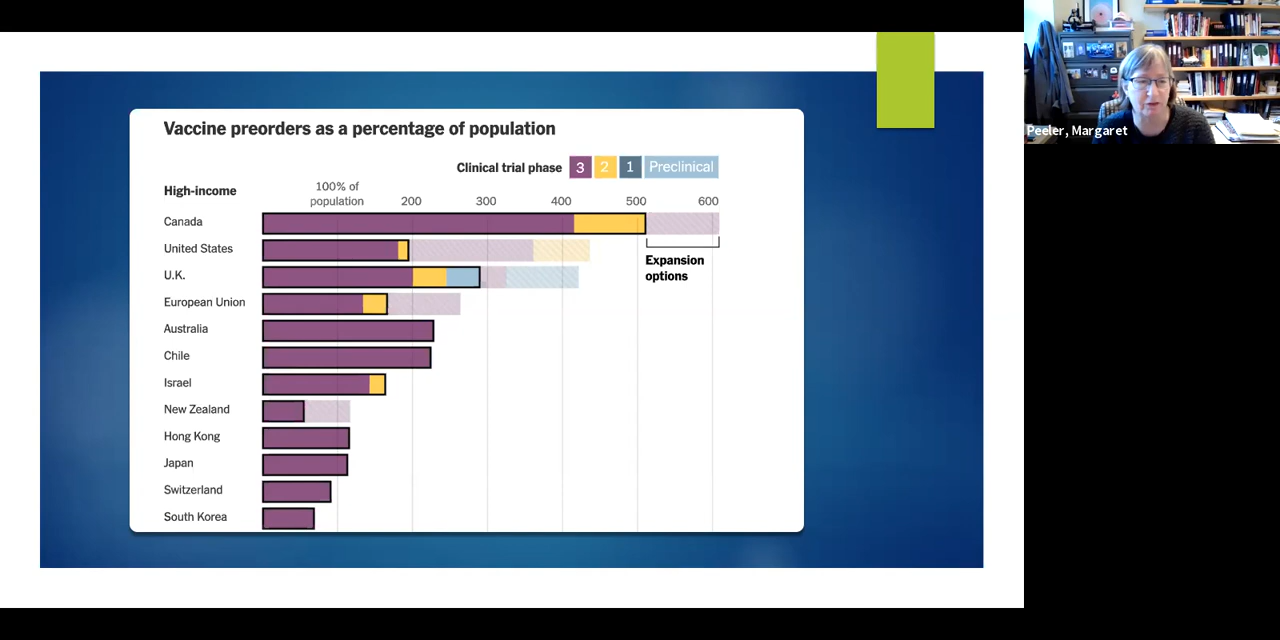 Vaccine preorders as a percentage of population
Clinical trial phase 3 2 1 Preclinical
High-income
100% of
population
200 300 400 500 600
Canada
United States
Expansion
options
U.K.
European Union
Australia
Chile
Israel
New Zealand
Hong Kong
Japan
Switzerland
South Korea
Peeler, Margaret